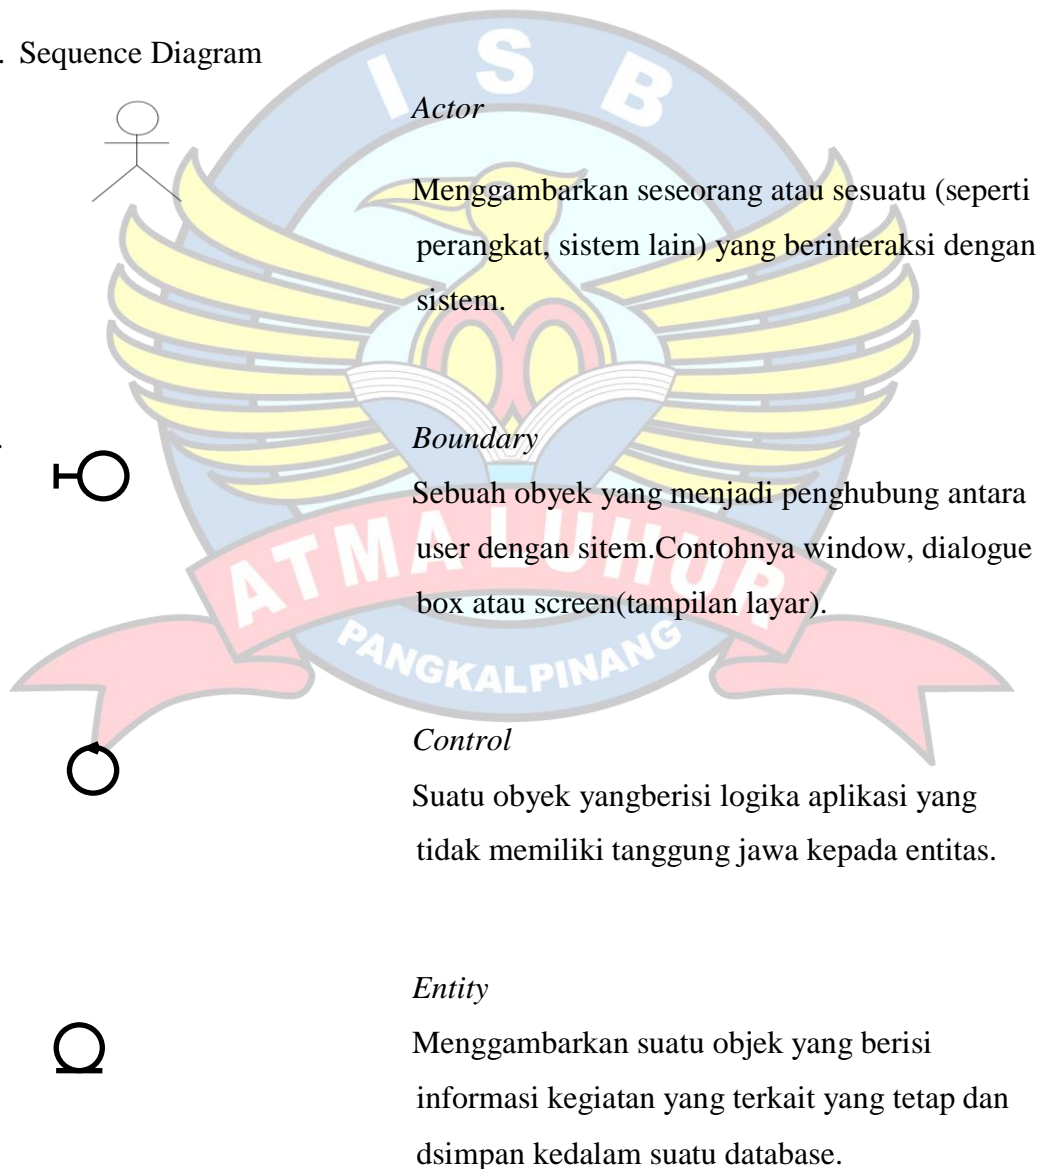 . Sequence Diagram
Actor
Menggambarkan seseorang atau sesuatu (seperti
perangkat, sistem lain) yang berinteraksi dengan
sistem.
.
Boundary
Sebuah obyek yang menjadi penghubung antara
user dengan sitem.Contohnya window, dialogue
box atau screen(tampilan layar).
Control
Suatu obyek yangberisi logika aplikasi yang
tidak memiliki tanggung jawa kepada entitas.
Entity
Menggambarkan suatu objek yang berisi
informasi kegiatan yang terkait yang tetap dan
dsimpan kedalam suatu database.
I S B
ATMA LUHUR
PANGKALPINANG